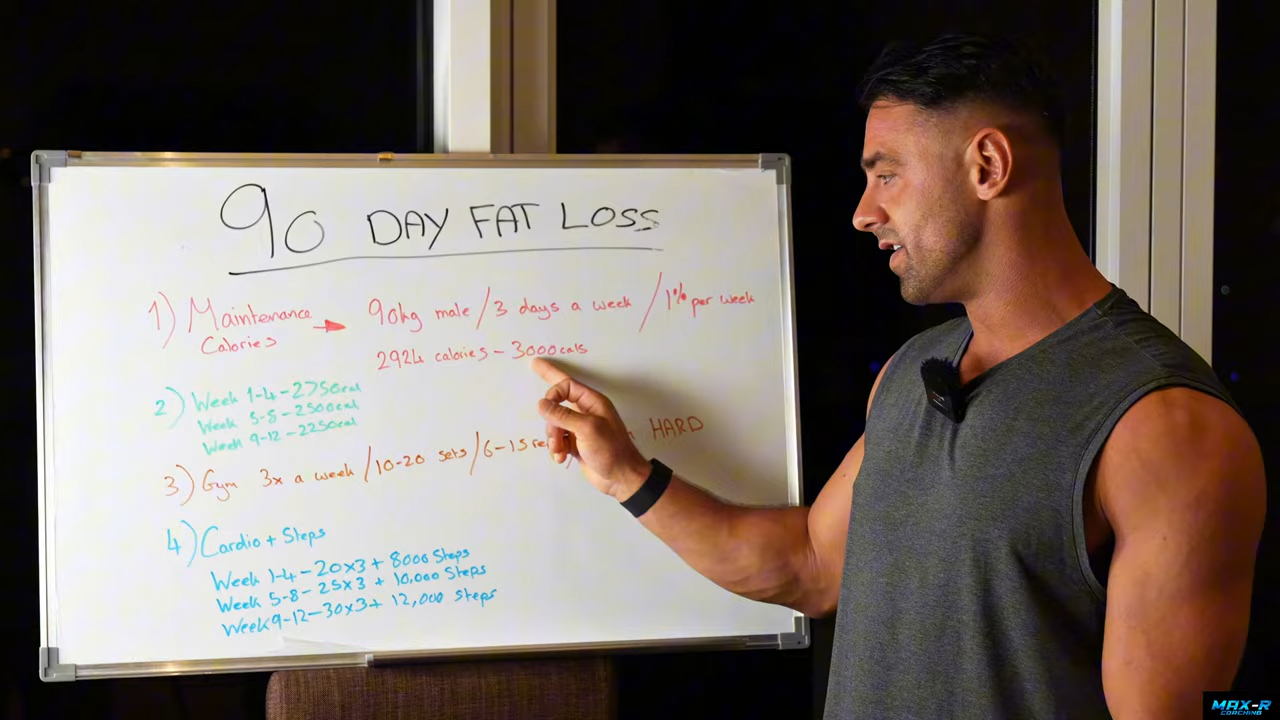 90 DAY FAT LOSS
1) Maintenance Calories → 90kg male / 3 days a week / 1% per week
2924 calories - 3000cals
2) Week 1-4 - 2750cal
Week 5-8 - 2500cal
Week 9-12 - 2250cal
3) Gym 3x a week / 10-20 sets / 6-15 re HARD
4) Cardio + Steps
Week 1-4 - 20x3 + 8000 Steps
Week 5-8 - 25x3 + 10,000 Steps
Week 9-12 - 30x3 + 12,000 Steps
MAX-R
COACHING